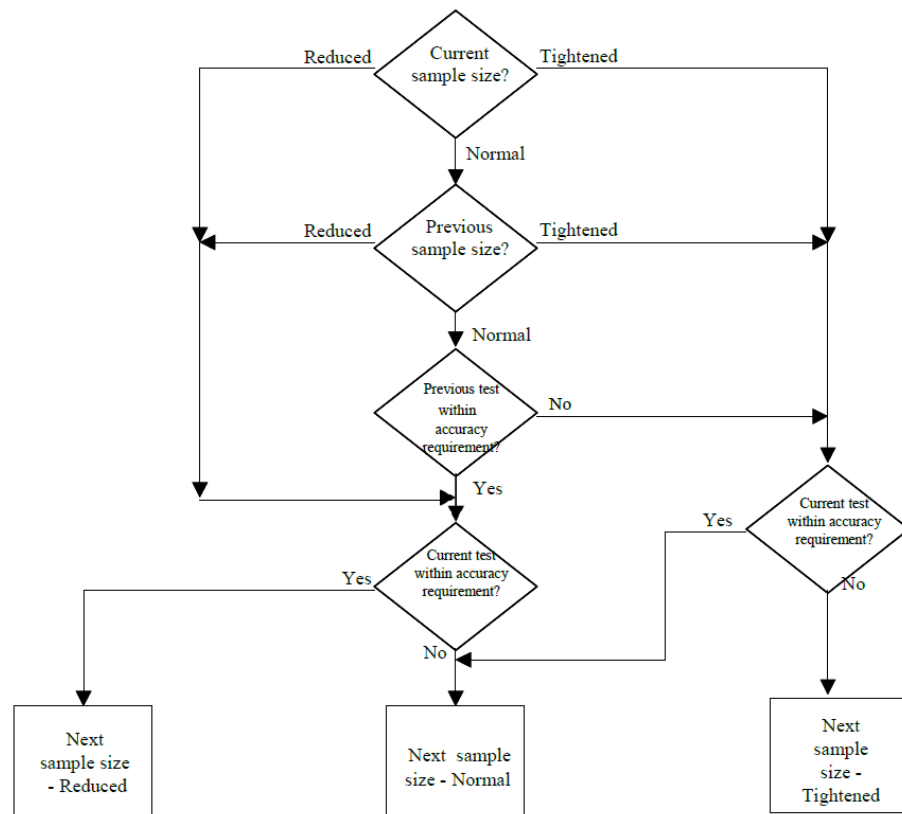 Reduced
Current
sample size?
Tightened
Normal
Reduced
Previous
sample size?
Tightened
Normal
Previous test
within
accuracy
requirement?
No
Yes
Current test
within accuracy
requirement?
Yes
No
Current test
within accuracy
requirement?
Yes
No
Next
sample size
- Reduced
Next sample
size - Normal
Next
sample
size -
Tightened